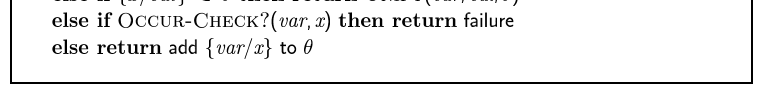 else if OCCUR-CHECK?(var, x) then return failure
else return add {var/x} to θ